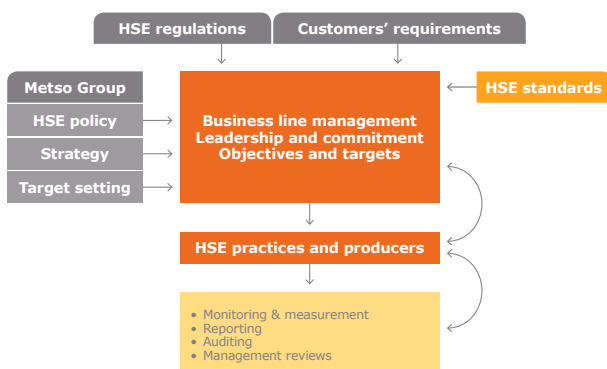 HSE regulations
Customers’ requirements
Metso Group
HSE policy
Strategy
Target setting
Business line management
Leadership and commitment
Objectives and targets
HSE standards
HSE practices and producers
• Monitoring & measurement
• Reporting
• Auditing
• Management reviews